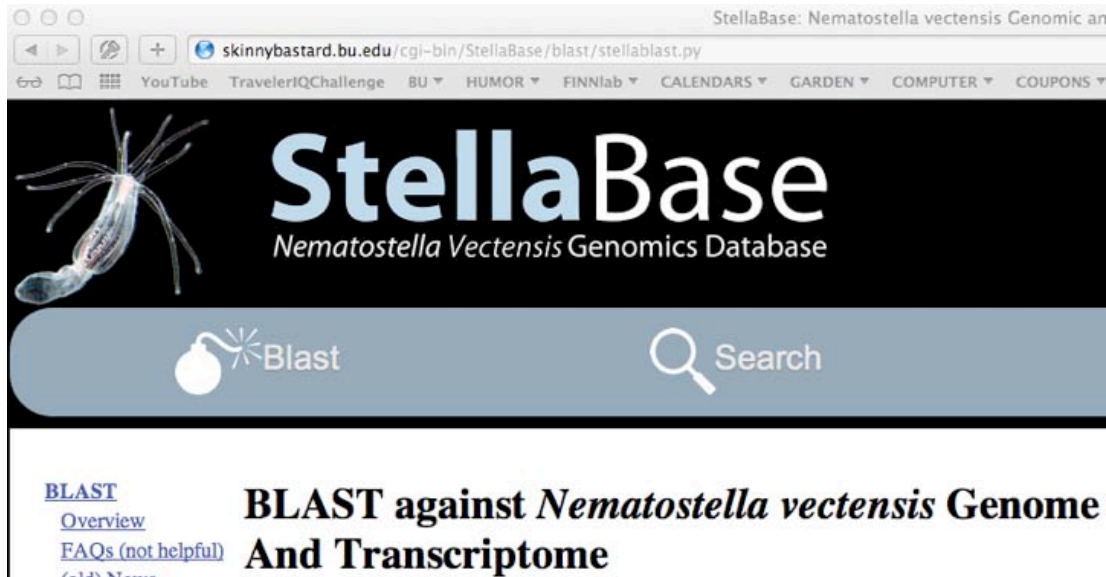 StellaBase: Nematostella vectensis Genomic an
skinnybastard.bu.edu/cgi-bin/StellaBase/blast/stellablast.py
YouTube TravelerIQChallenge BU HUMOR FINNlab CALENDARS GARDEN COMPUTER COUPONS
StellaBase
Nematostella Vectensis Genomics Database
Blast Search
BLAST
Overview
FAQs (not helpful)
(old) News
BLAST against Nematostella vectensis Genome
And Transcriptome